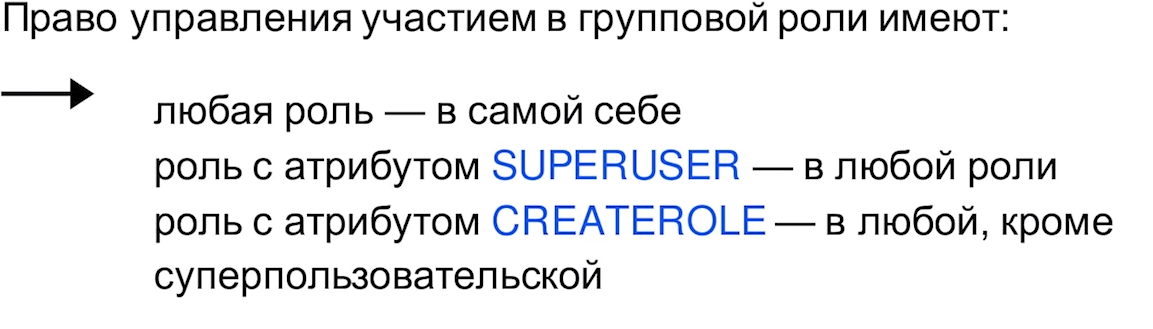 Право управления участием в групповой роли имеют:
любая роль — в самой себе
роль с атрибутом SUPERUSER — в любой роли
роль с атрибутом CREATEROLE — в любой, кроме
суперпользовательской